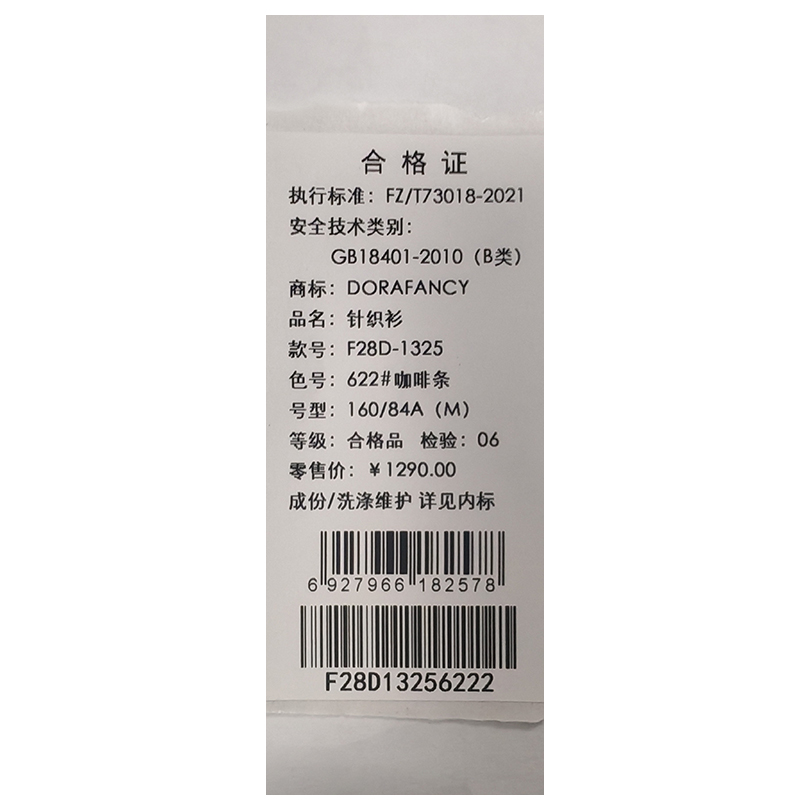 合格证
执行标准：FZ/T73018-2021
安全技术类别：
GB18401-2010（B类）
商标：DORAFANCY
品名：针织衫
款号：F28D-1325
色号：622#咖啡条
号型：160/84A（M）
等级：合格品 检验：06
零售价：￥1290.00
成份/洗涤维护 详见内标
6 927966 182578
F28D13256222